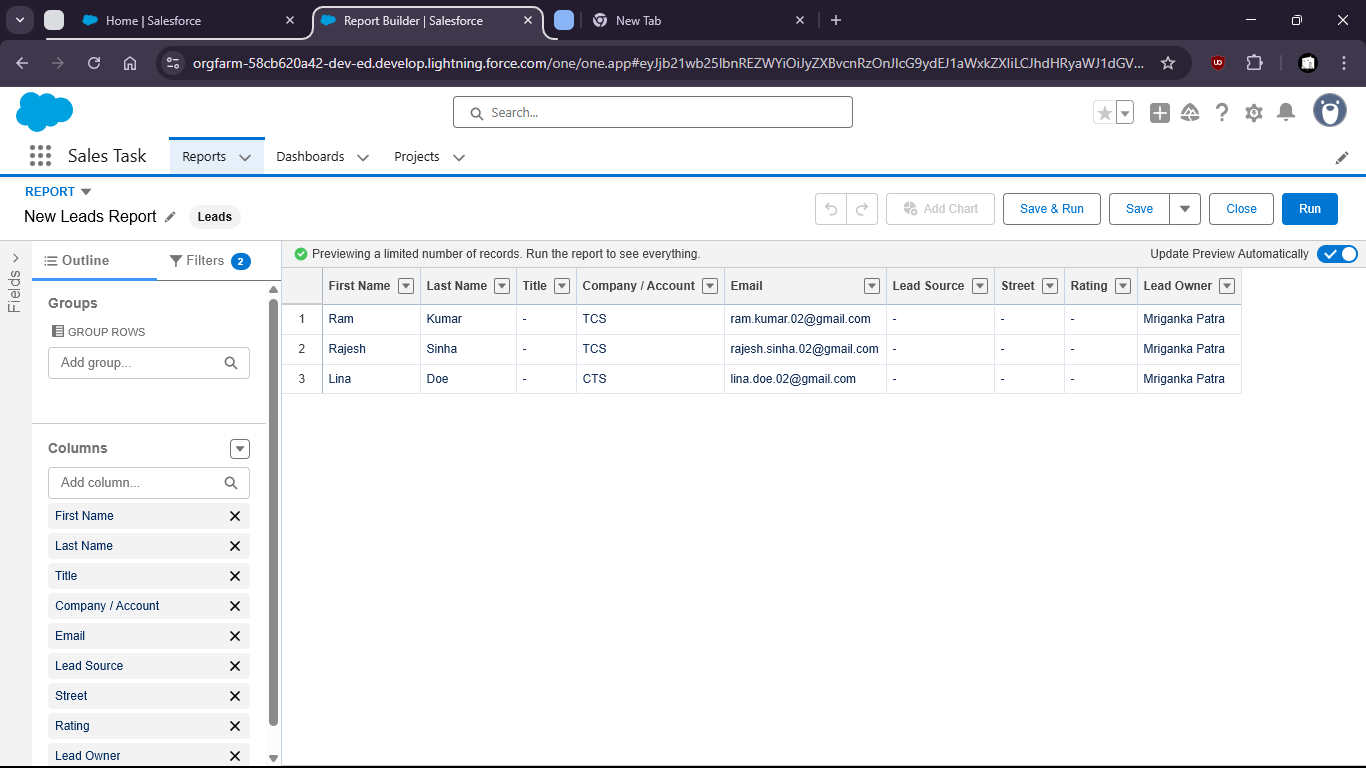 Home | Salesforce
Report Builder | Salesforce
New Tab
orgfarm-58cb620a42-dev-ed.develop.lightning.force.com/one/one.app#eyJjb21wb25lbnREZWYiOiJyZXBvcnRzOnJlcG9ydEJ1aWxkZXIiLCJhdHRyaWJ1dGV...
UD
Search...
Sales Task
Reports
Dashboards
Projects
REPORT
New Leads Report
Leads
Add Chart
Save & Run
Save
Close
Run
Fields
Outline
Filters
2
Previewing a limited number of records. Run the report to see everything.
Update Preview Automatically
Groups
GROUP ROWS
Add group...
Columns
Add column...
First Name
Last Name
Title
Company / Account
Email
Lead Source
Street
Rating
Lead Owner
First Name Last Name Title Company / Account Email Lead Source Street Rating Lead Owner
1 Ram Kumar - TCS ram.kumar.02@gmail.com - - - Mriganka Patra
2 Rajesh Sinha - TCS rajesh.sinha.02@gmail.com - - - Mriganka Patra
3 Lina Doe - CTS lina.doe.02@gmail.com - - - Mriganka Patra